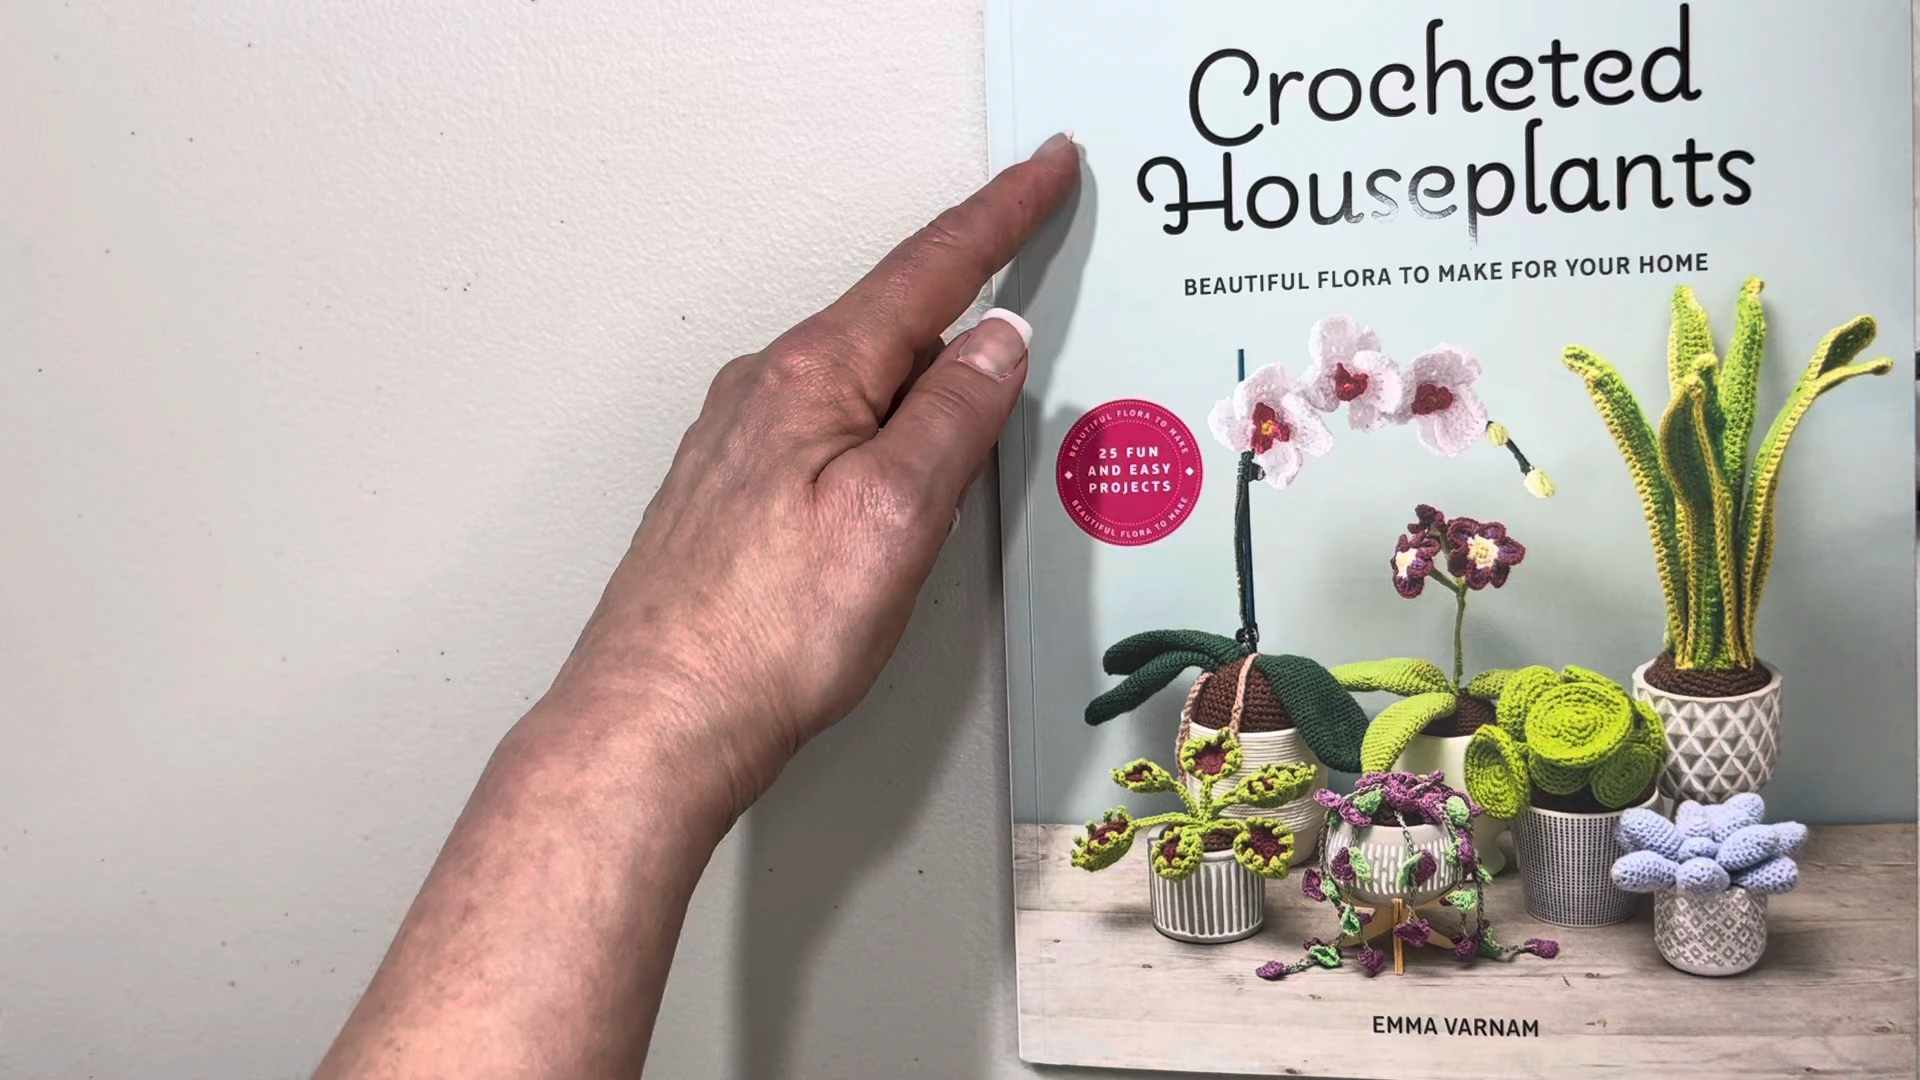 Crocheted
Houseplants
BEAUTIFUL FLORA TO MAKE FOR YOUR HOME
BEAUTIFUL FLORA TO MAKE
25 FUN
AND EASY
PROJECTS
BEAUTIFUL FLORA TO MAKE
EMMA VARNAM